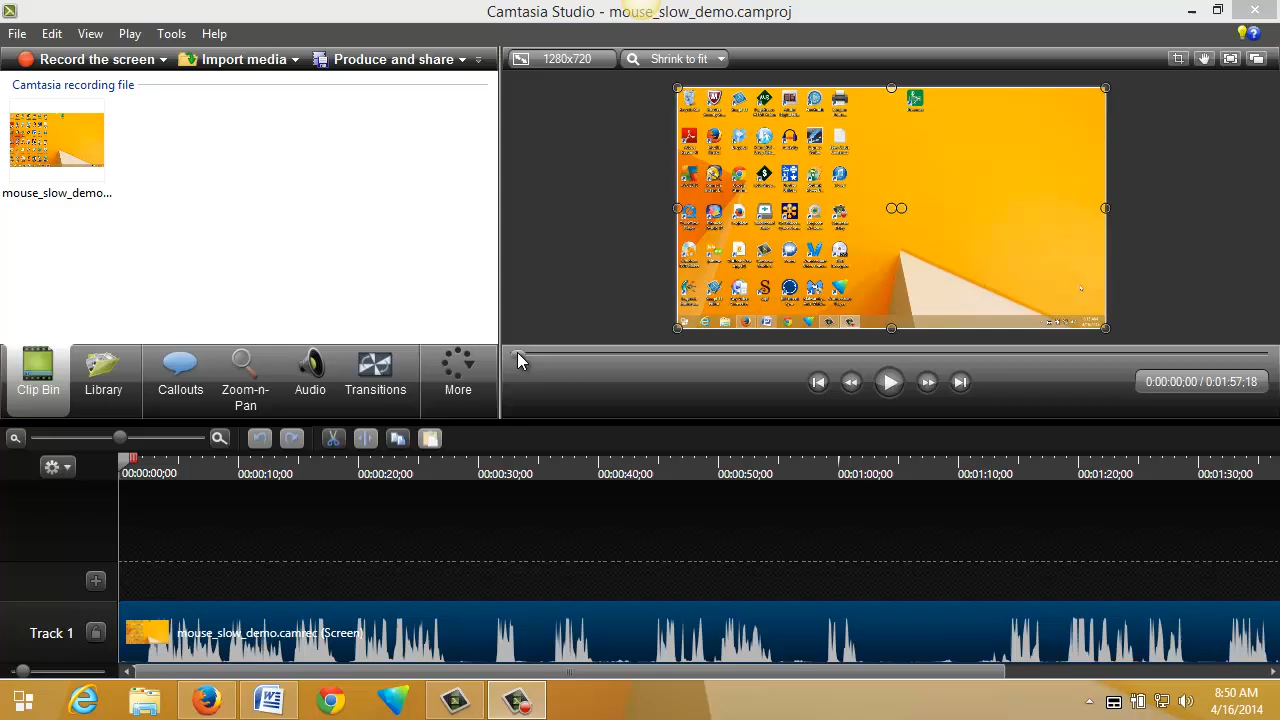 Camtasia Studio - mouse_slow_demo.camproj
File Edit View Play Tools Help
Record the screen Import media Produce and share 1280x720 Shrink to fit
Camtasia recording file
mouse_slow_demo...
Clip Bin Library Callouts Zoom-n-Pan Audio Transitions More
0:00:00;00 / 0:01:57;18
00:00:00;00 00:00:10;00 00:00:20;00 00:00:30;00 00:00:40;00 00:00:50;00 00:01:00;00 00:01:10;00 00:01:20;00 00:01:30;00
Track 1 mouse_slow_demo.camrec (Screen)
8:50 AM
4/16/2014